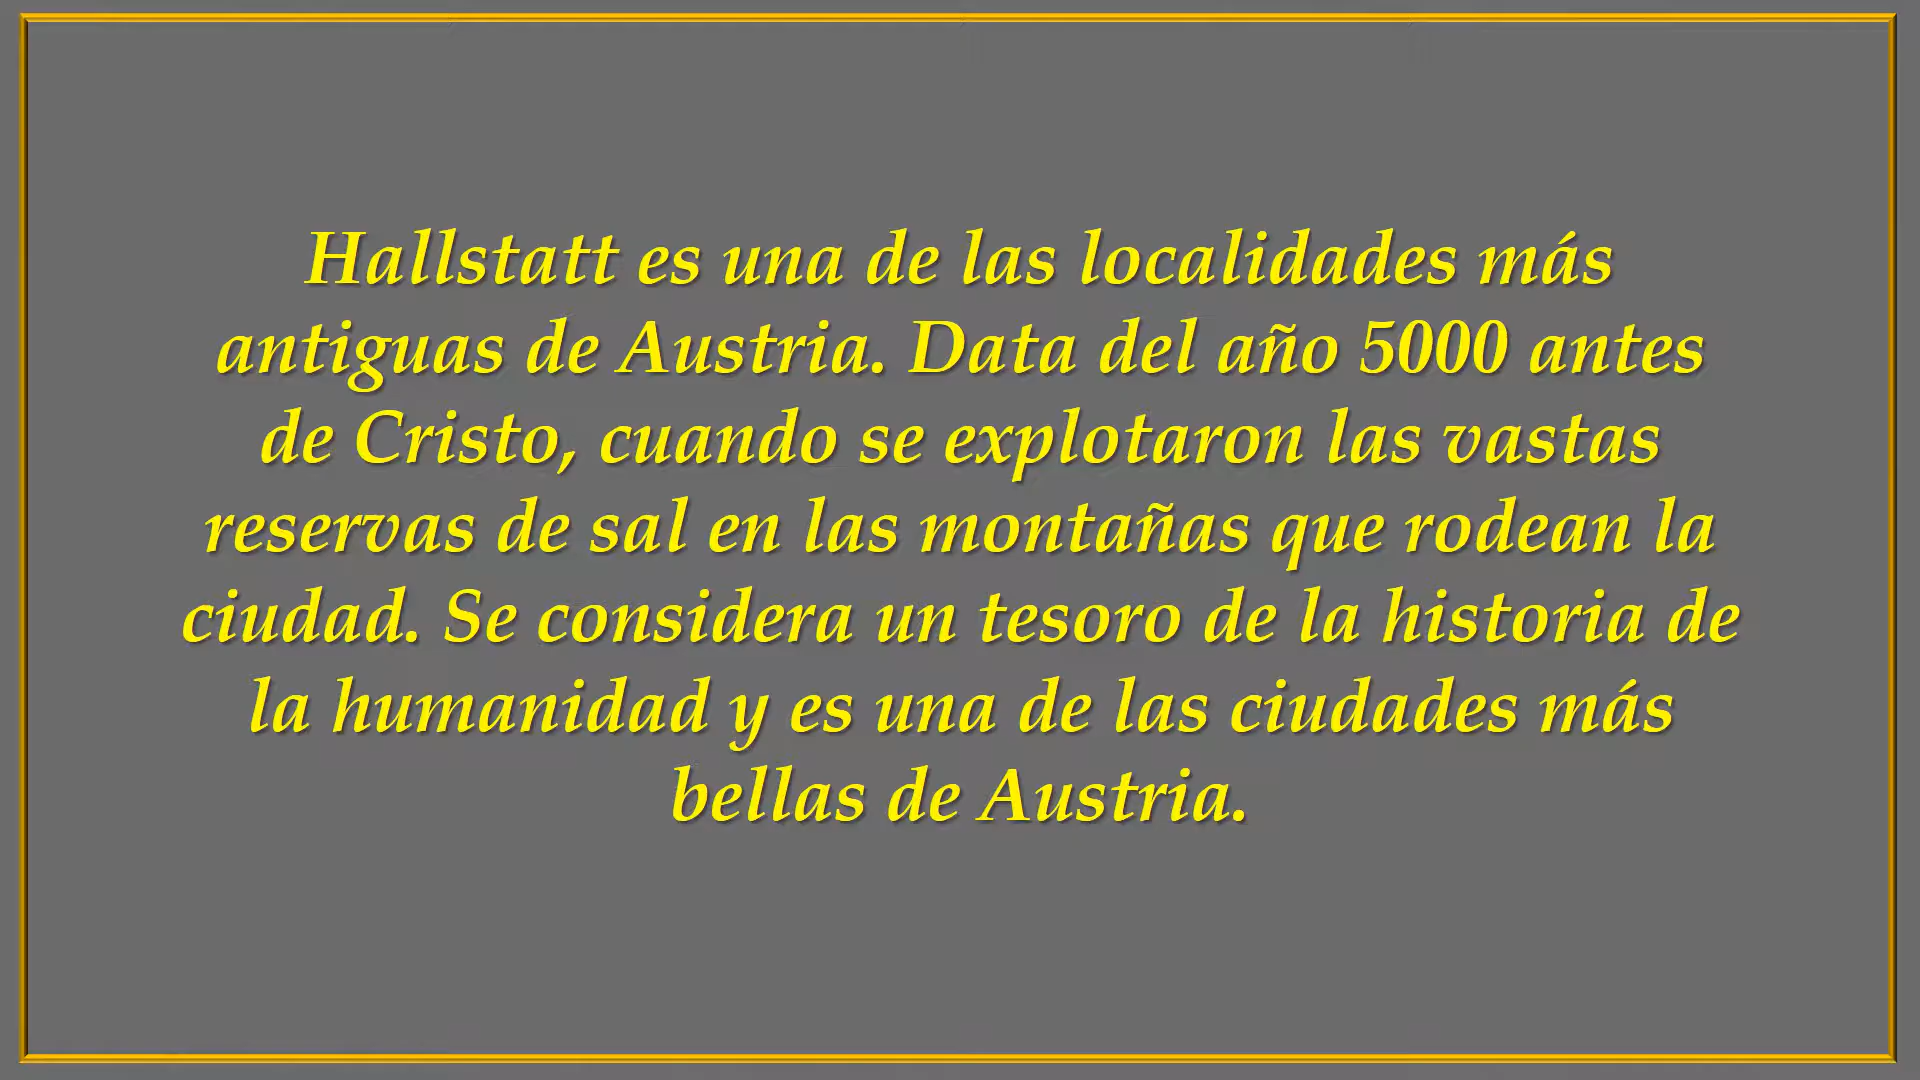 Hallstatt es una de las localidades más
antiguas de Austria. Data del año 5000 antes
de Cristo, cuando se explotaron las vastas
reservas de sal en las montañas que rodean la
ciudad. Se considera un tesoro de la historia de
la humanidad y es una de las ciudades más
bellas de Austria.